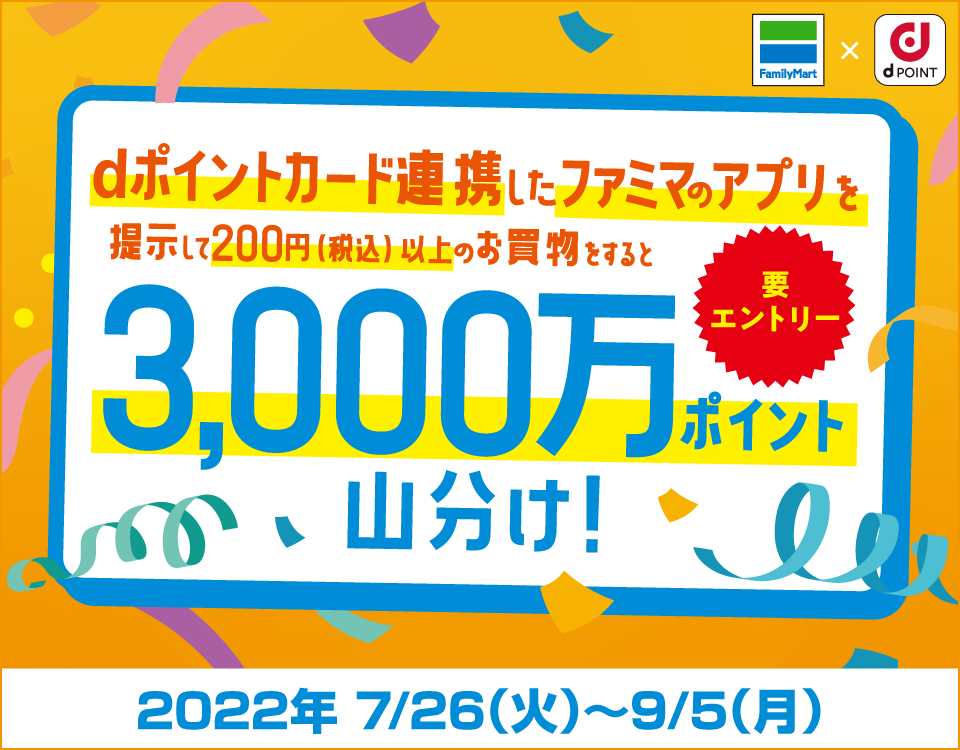 FamilyMart
×
d POINT
dポイントカード連携したファミマのアプリを
提示して200円(税込)以上のお買物をすると
要
エントリー
3,000万ポイント
山分け!
2022年 7/26(火)〜9/5(月)